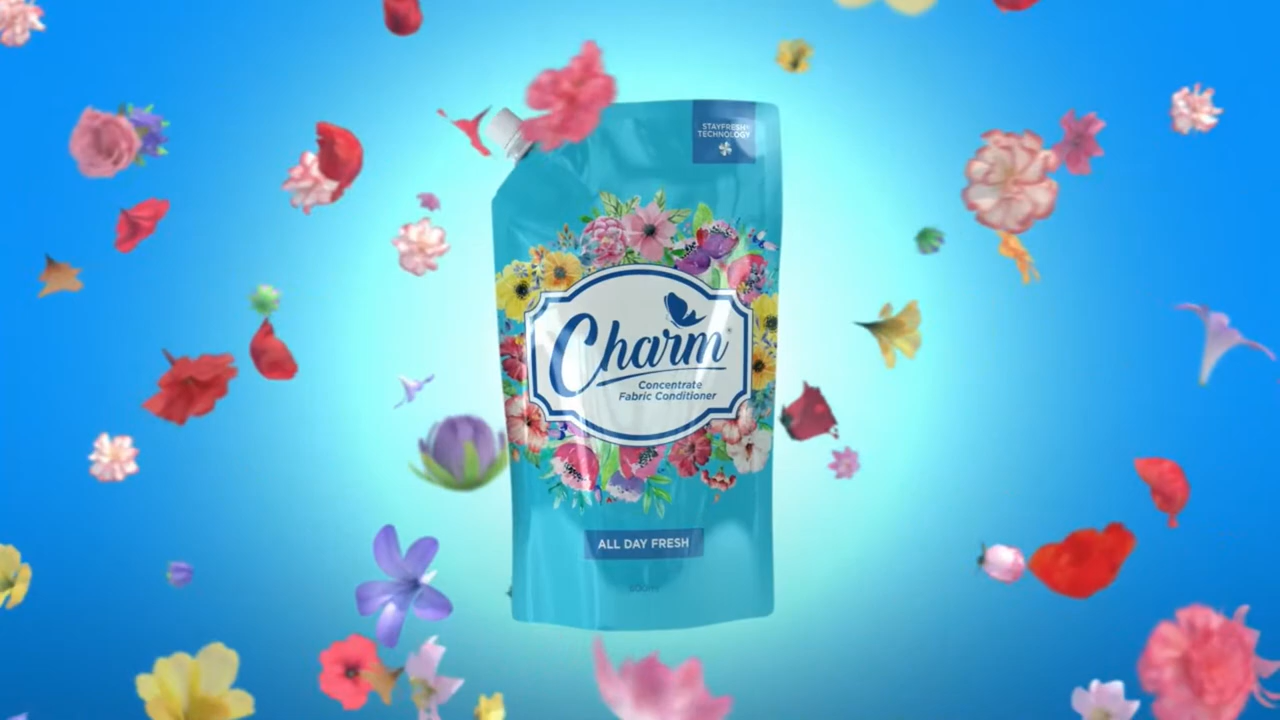 STAYFRESH
TECHNOLOGY
Charm
Concentrate
Fabric Conditioner
ALL DAY FRESH